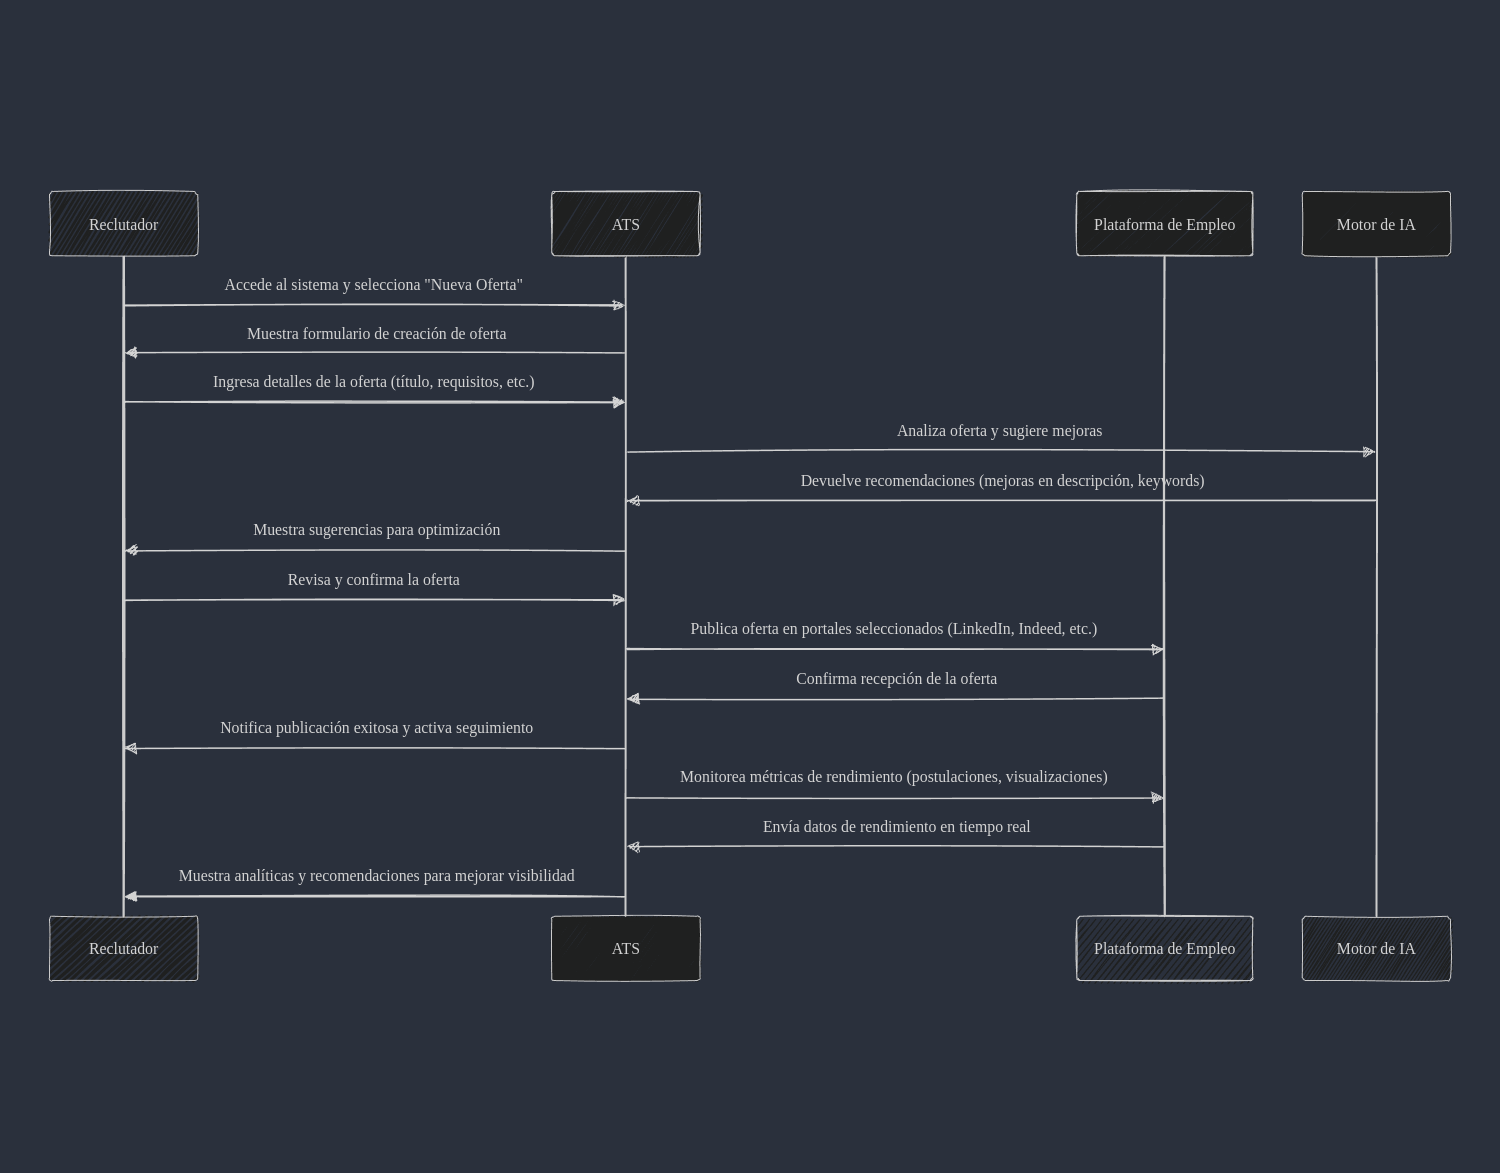 Reclutador
ATS
Plataforma de Empleo
Motor de IA
Accede al sistema y selecciona "Nueva Oferta"
Muestra formulario de creación de oferta
Ingresa detalles de la oferta (título, requisitos, etc.)
Analiza oferta y sugiere mejoras
Devuelve recomendaciones (mejoras en descripción, keywords)
Muestra sugerencias para optimización
Revisa y confirma la oferta
Publica oferta en portales seleccionados (LinkedIn, Indeed, etc.)
Confirma recepción de la oferta
Notifica publicación exitosa y activa seguimiento
Monitorea métricas de rendimiento (postulaciones, visualizaciones)
Envía datos de rendimiento en tiempo real
Muestra analíticas y recomendaciones para mejorar visibilidad
Reclutador
ATS
Plataforma de Empleo
Motor de IA